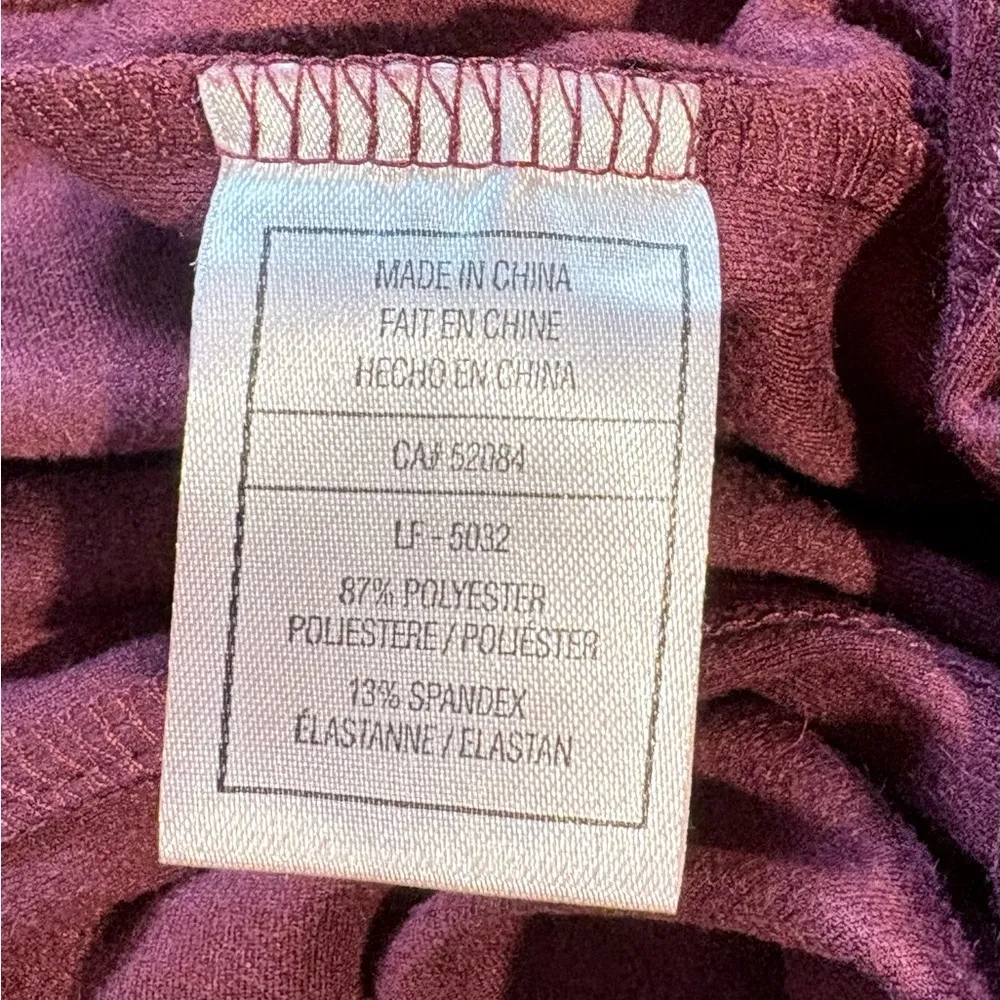 MADE IN CHINA
FAIT EN CHINE
HECHO EN CHINA
CA# 52084
LF - 5032
87% POLYESTER
POLIESTERE / POLIÉSTER
13% SPANDEX
ÉLASTANNE / ELASTAN